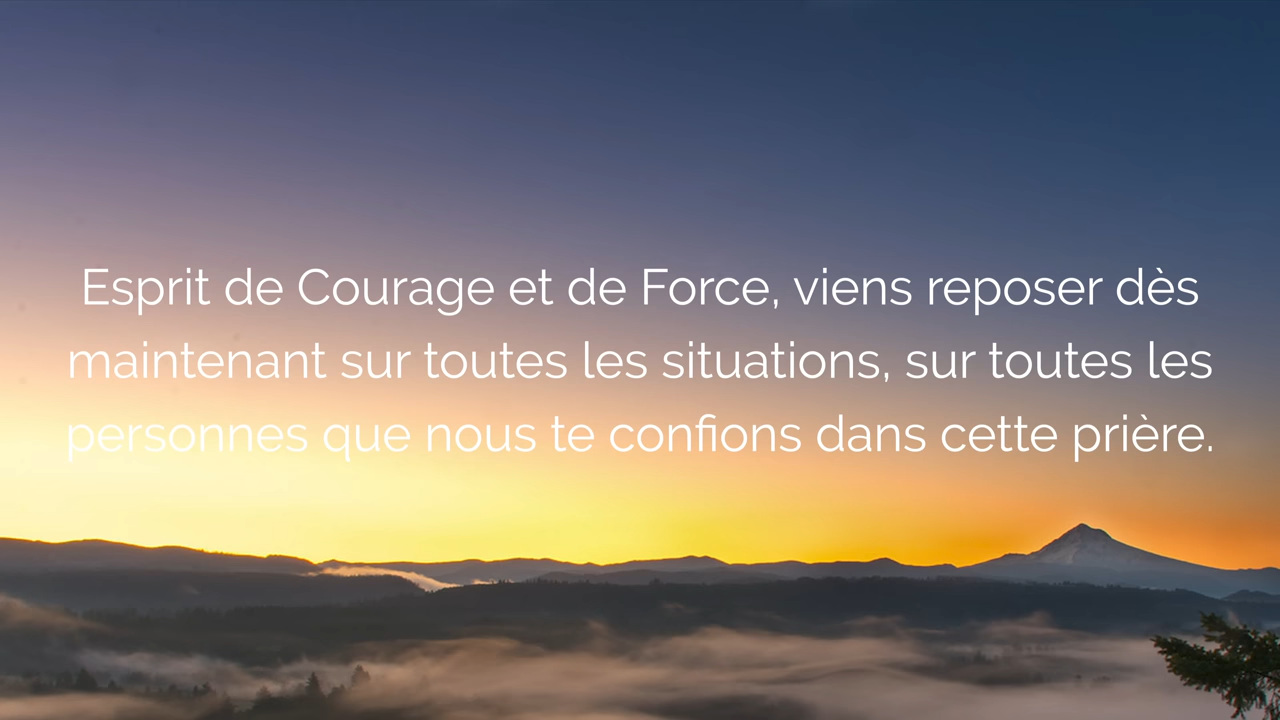 Esprit de Courage et de Force, viens reposer dès
maintenant sur toutes les situations, sur toutes les
personnes que nous te confions dans cette prière.